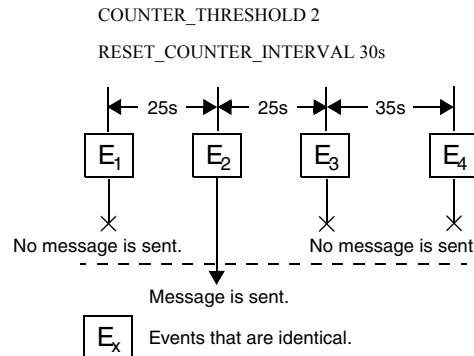 COUNTER_THRESHOLD 2
RESET_COUNTER_INTERVAL 30s
25s 25s 35s
E1 E2 E3 E4
No message is sent. No message is sent
Message is sent.
Ex Events that are identical.